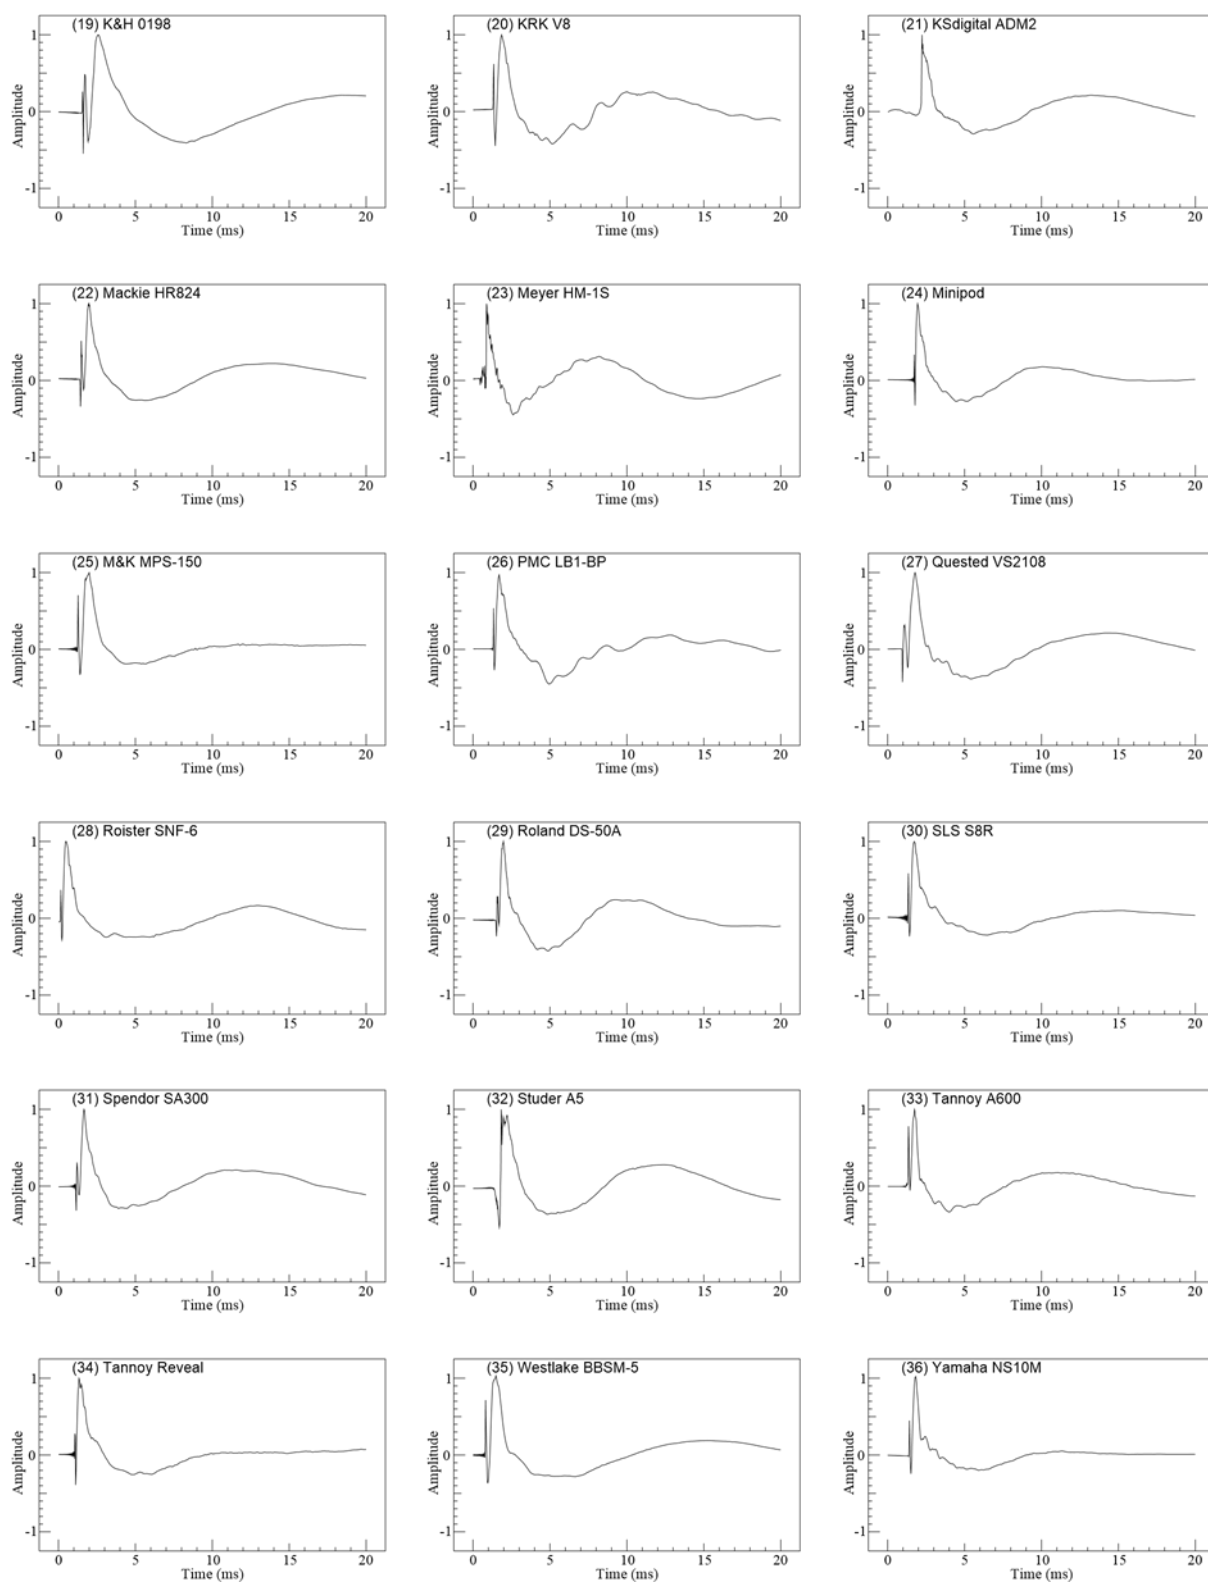 (19) K&H 0198
(20) KRK V8
(21) KSdigital ADM2
1
0
-1
Amplitude
0 5 10 15 20
Time (ms)
1
0
-1
Amplitude
0 5 10 15 20
Time (ms)
1
0
-1
Amplitude
0 5 10 15 20
Time (ms)
(22) Mackie HR824
(23) Meyer HM-1S
(24) Minipod
1
0
-1
Amplitude
0 5 10 15 20
Time (ms)
1
0
-1
Amplitude
0 5 10 15 20
Time (ms)
1
0
-1
Amplitude
0 5 10 15 20
Time (ms)
(25) M&K MPS-150
(26) PMC LB1-BP
(27) Quested VS2108
1
0
-1
Amplitude
0 5 10 15 20
Time (ms)
1
0
-1
Amplitude
0 5 10 15 20
Time (ms)
1
0
-1
Amplitude
0 5 10 15 20
Time (ms)
(28) Roister SNF-6
(29) Roland DS-50A
(30) SLS S8R
1
0
-1
Amplitude
0 5 10 15 20
Time (ms)
1
0
-1
Amplitude
0 5 10 15 20
Time (ms)
1
0
-1
Amplitude
0 5 10 15 20
Time (ms)
(31) Spendor SA300
(32) Studer A5
(33) Tannoy A600
1
0
-1
Amplitude
0 5 10 15 20
Time (ms)
1
0
-1
Amplitude
0 5 10 15 20
Time (ms)
1
0
-1
Amplitude
0 5 10 15 20
Time (ms)
(34) Tannoy Reveal
(35) Westlake BBSM-5
(36) Yamaha NS10M
1
0
-1
Amplitude
0 5 10 15 20
Time (ms)
1
0
-1
Amplitude
0 5 10 15 20
Time (ms)
1
0
-1
Amplitude
0 5 10 15 20
Time (ms)